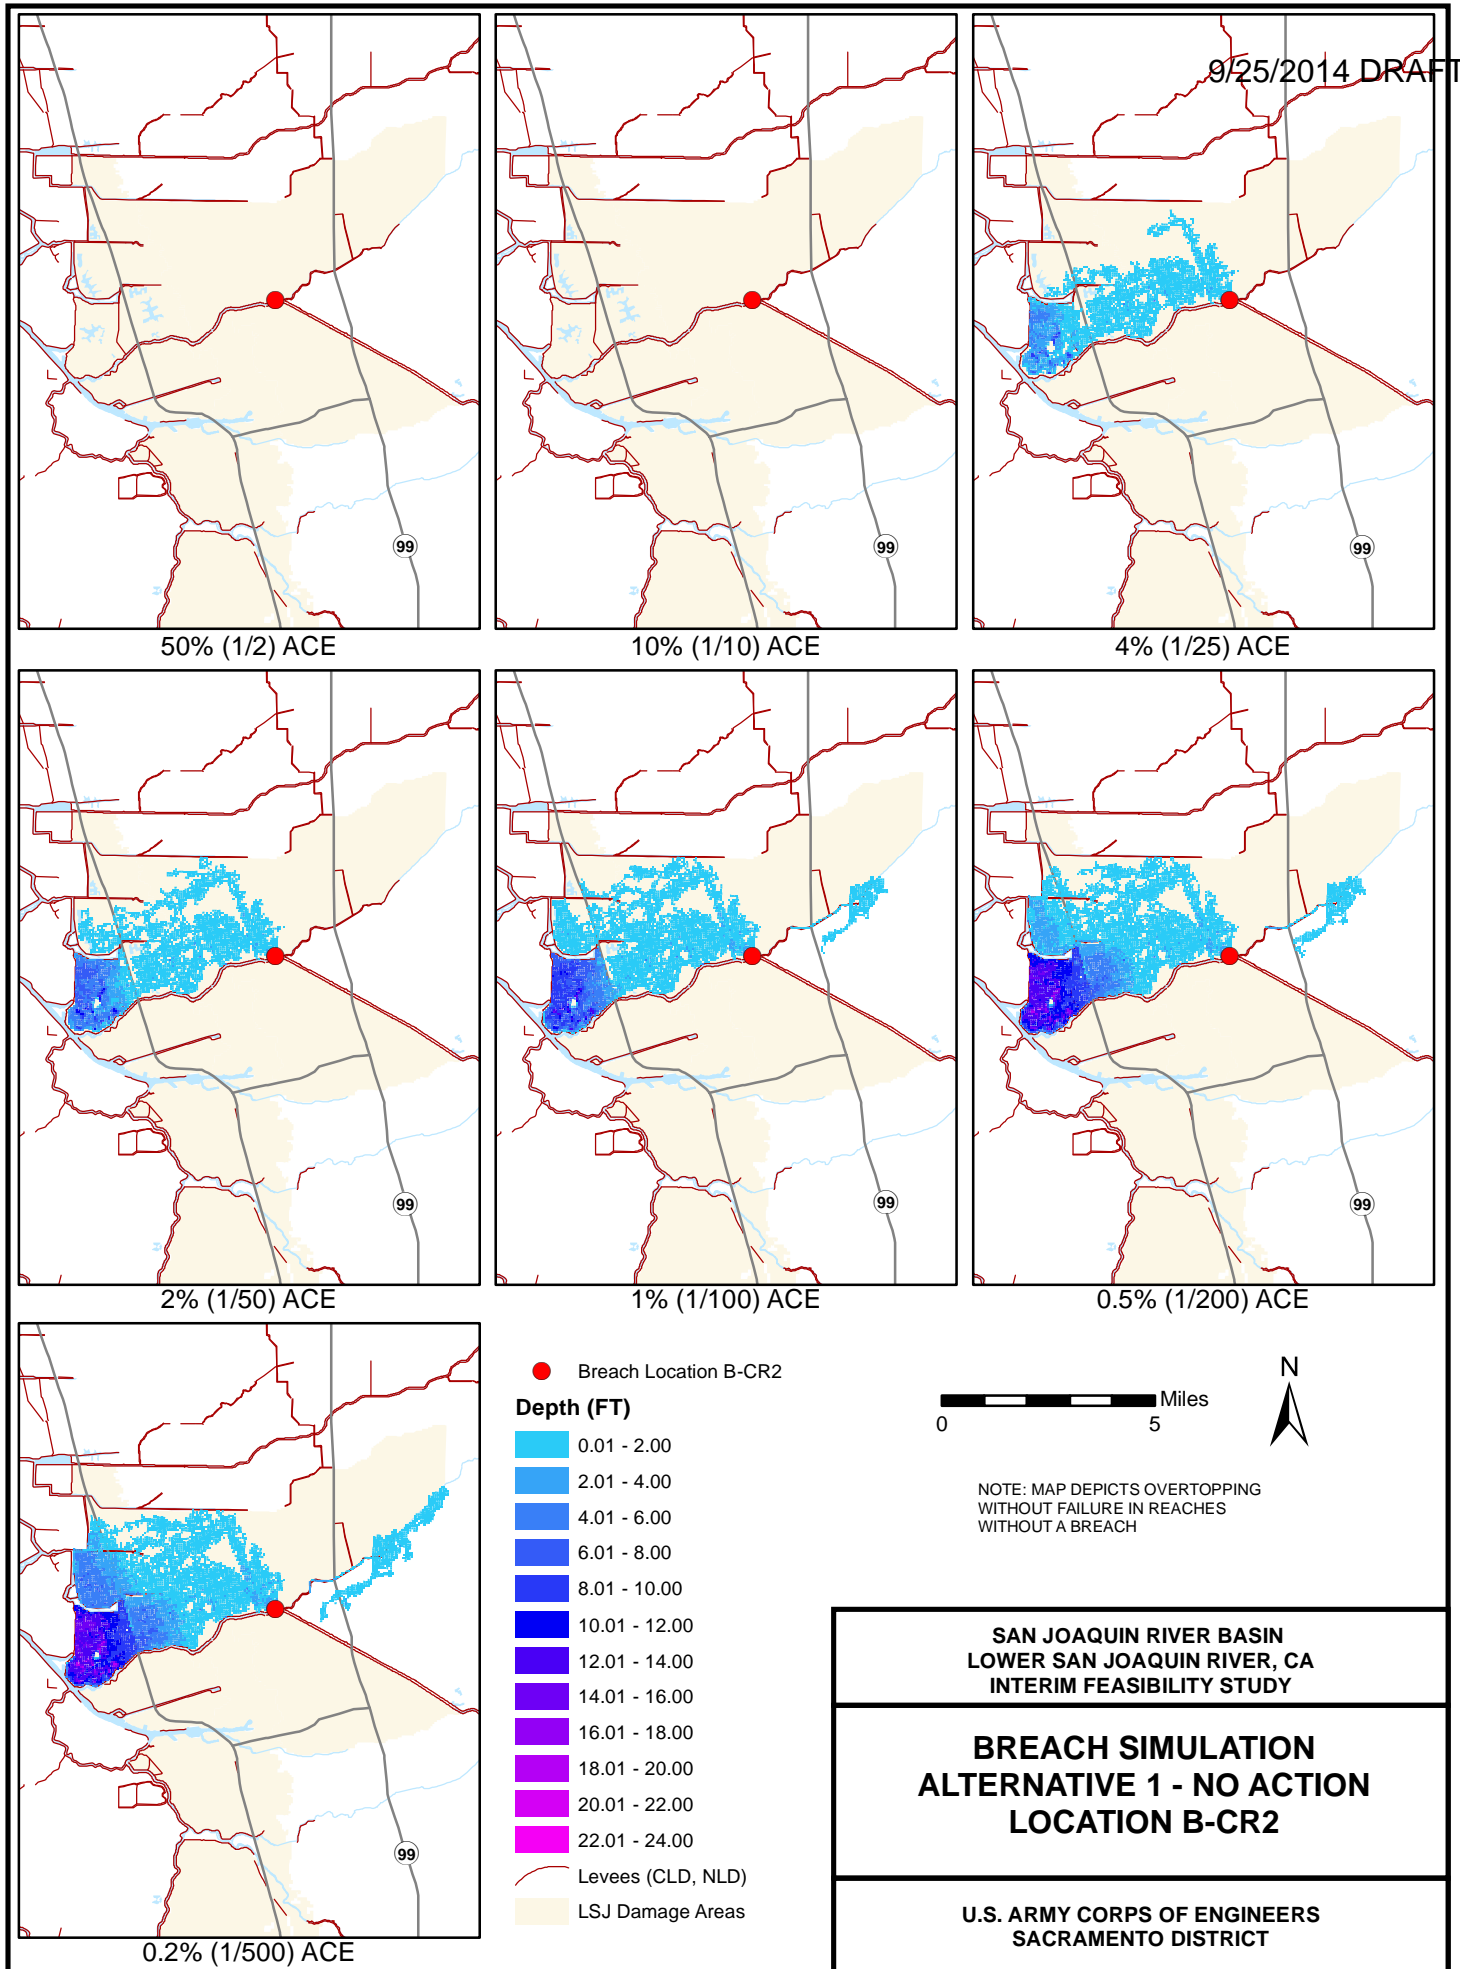 9/25/2014 DRAFT
99
99
99
50% (1/2) ACE
10% (1/10) ACE
4% (1/25) ACE
99
99
99
2% (1/50) ACE
1% (1/100) ACE
0.5% (1/200) ACE
99
0.2% (1/500) ACE
Breach Location B-CR2
Depth (FT)
0.01 - 2.00
2.01 - 4.00
4.01 - 6.00
6.01 - 8.00
8.01 - 10.00
10.01 - 12.00
12.01 - 14.00
14.01 - 16.00
16.01 - 18.00
18.01 - 20.00
20.01 - 22.00
22.01 - 24.00
Levees (CLD, NLD)
LSJ Damage Areas
Miles
0 5
N
NOTE: MAP DEPICTS OVERTOPPING
WITHOUT FAILURE IN REACHES
WITHOUT A BREACH
SAN JOAQUIN RIVER BASIN
LOWER SAN JOAQUIN RIVER, CA
INTERIM FEASIBILITY STUDY
BREACH SIMULATION
ALTERNATIVE 1 - NO ACTION
LOCATION B-CR2
U.S. ARMY CORPS OF ENGINEERS
SACRAMENTO DISTRICT